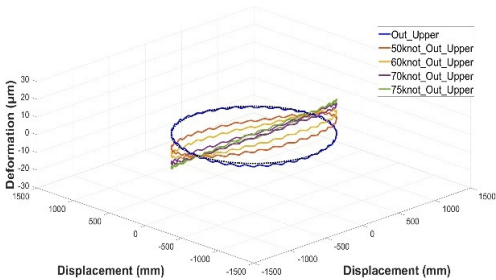 Out_Upper
50knot_Out_Upper
60knot_Out_Upper
70knot_Out_Upper
75knot_Out_Upper
Deformation (μm)
30
20
10
0
-10
-20
-30
1500
1000
500
0
-500
-1000
-1500
-1500
-1000
-500
0
500
1000
1500
Displacement (mm)
Displacement (mm)